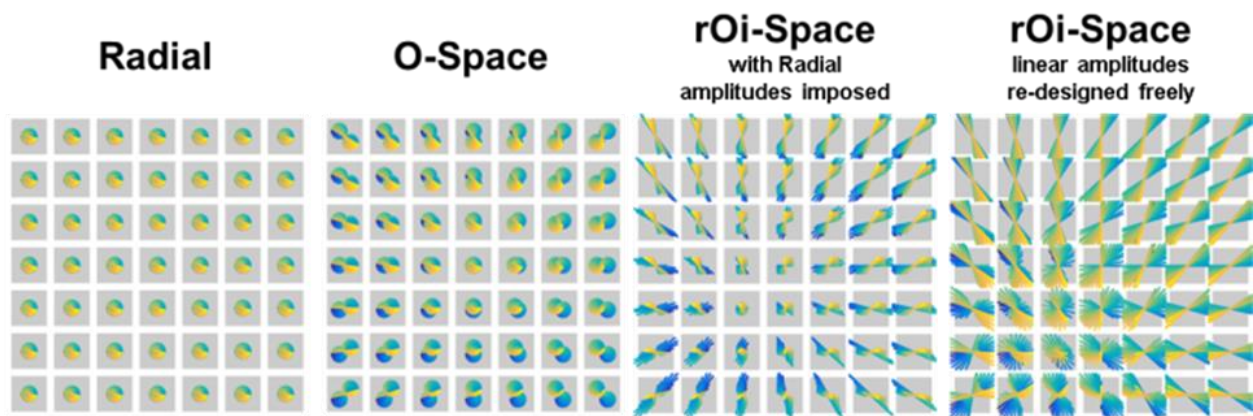 Radial
O-Space
rOi-Space
with Radial
amplitudes imposed
rOi-Space
linear amplitudes
re-designed freely